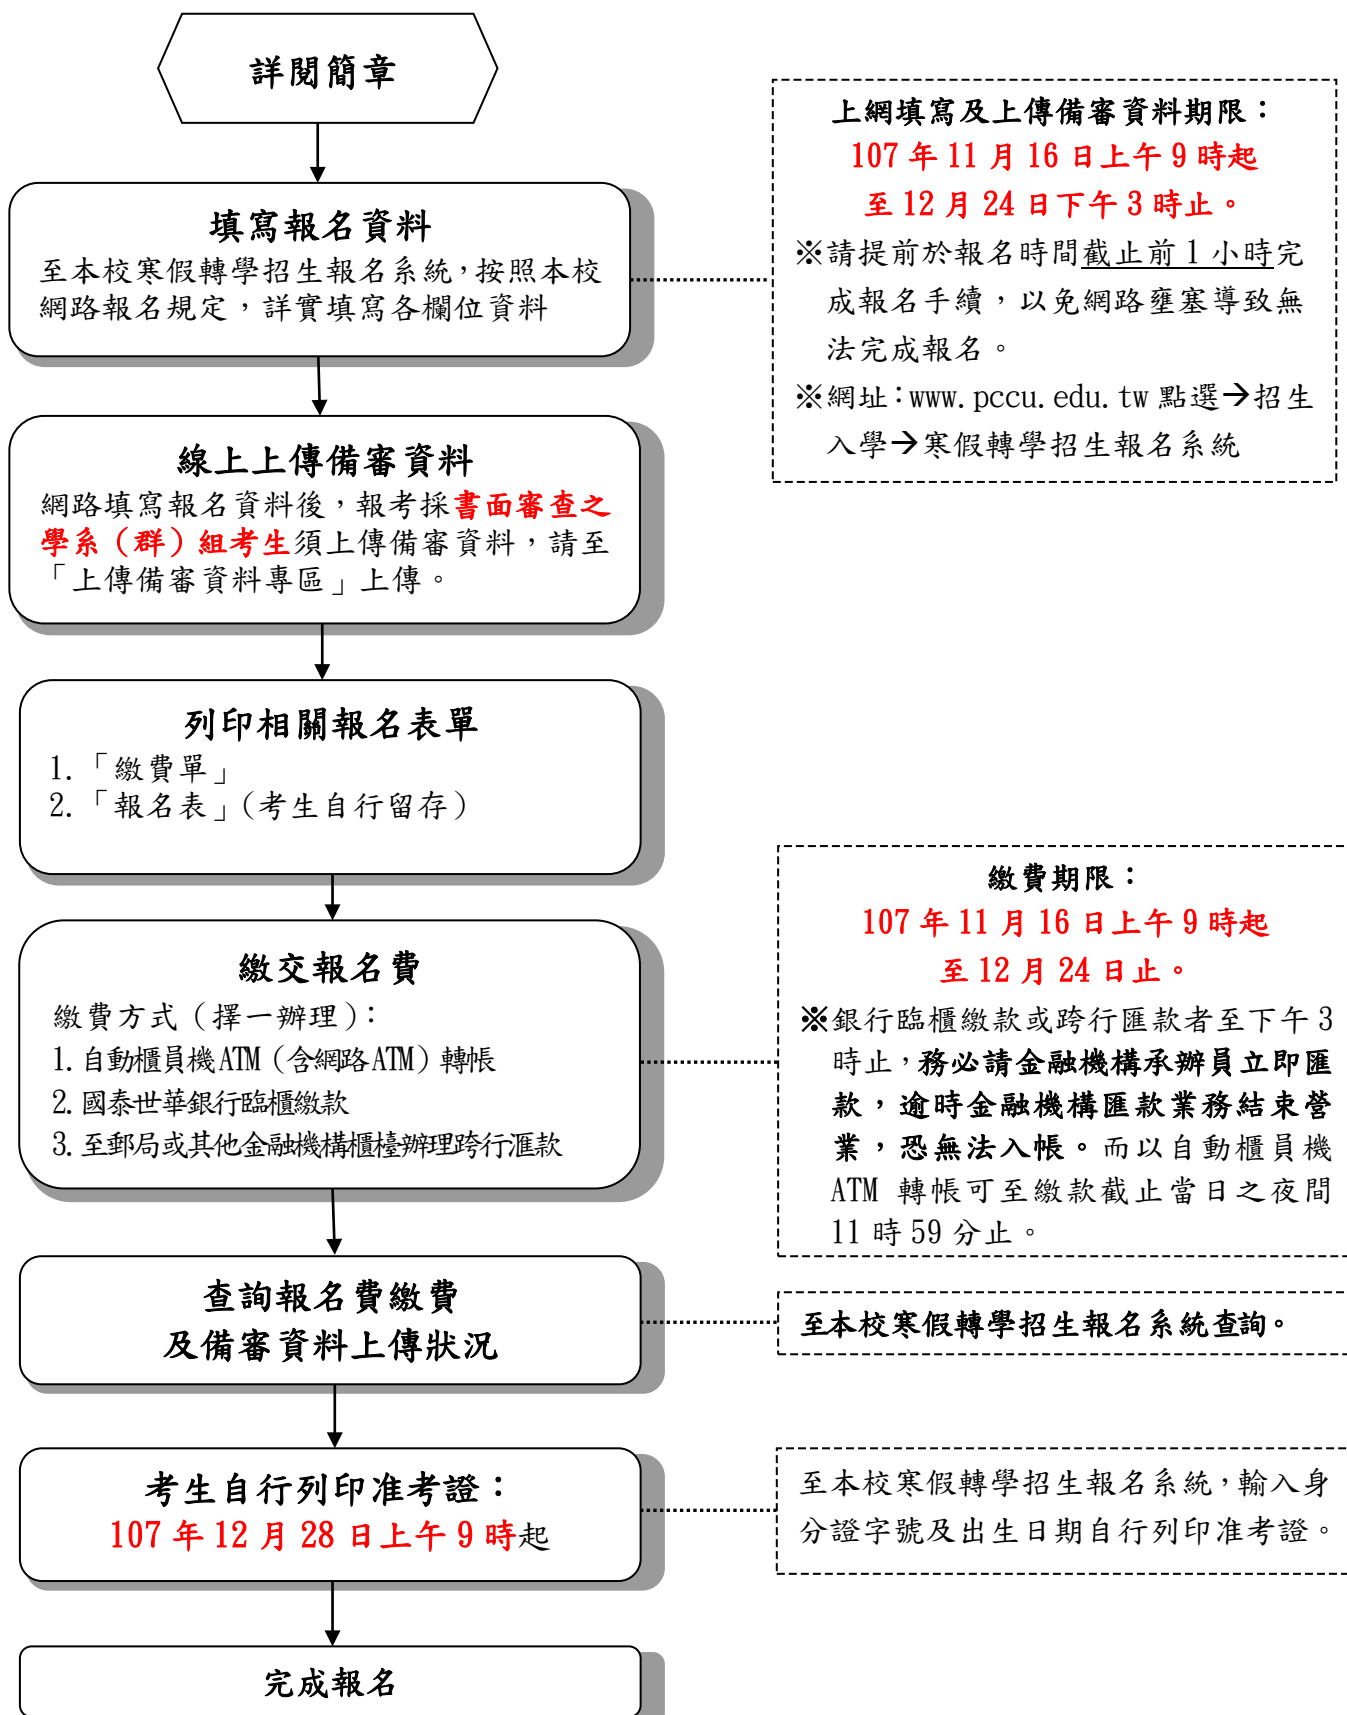 詳閱簡章
上網填寫及上傳備審資料期限：
107 年 11 月 16 日上午 9 時起
至 12 月 24 日下午 3 時止。
※請提前於報名時間截止前 1 小時完
成報名手續，以免網路壅塞導致無
法完成報名。
※網址：www.pccu.edu.tw 點選→招生
入學→寒假轉學招生報名系統
填寫報名資料
至本校寒假轉學招生報名系統，按照本校
網路報名規定，詳實填寫各欄位資料
線上上傳備審資料
網路填寫報名資料後，報考採書面審查之
學系（群）組考生須上傳備審資料，請至
「上傳備審資料專區」上傳。
列印相關報名表單
1.「繳費單」
2.「報名表」(考生自行留存)
繳交報名費
繳費方式（擇一辦理）：
1.自動櫃員機ATM（含網路ATM）轉帳
2.國泰世華銀行臨櫃繳款
3.至郵局或其他金融機構櫃檯辦理跨行滙款
繳費期限：
107 年 11 月 16 日上午 9 時起
至 12 月 24 日止。
※銀行臨櫃繳款或跨行匯款者至下午 3
時止，務必請金融機構承辦員立即匯
款，逾時金融機構匯款業務結束營
業，恐無法入帳。而以自動櫃員機
ATM 轉帳可至繳款截止當日之夜間
11 時 59 分止。
查詢報名費繳費
及備審資料上傳狀況
至本校寒假轉學招生報名系統查詢。
考生自行列印准考證：
107 年 12 月 28 日上午 9 時起
至本校寒假轉學招生報名系統，輸入身
分證字號及出生日期自行列印准考證。
完成報名